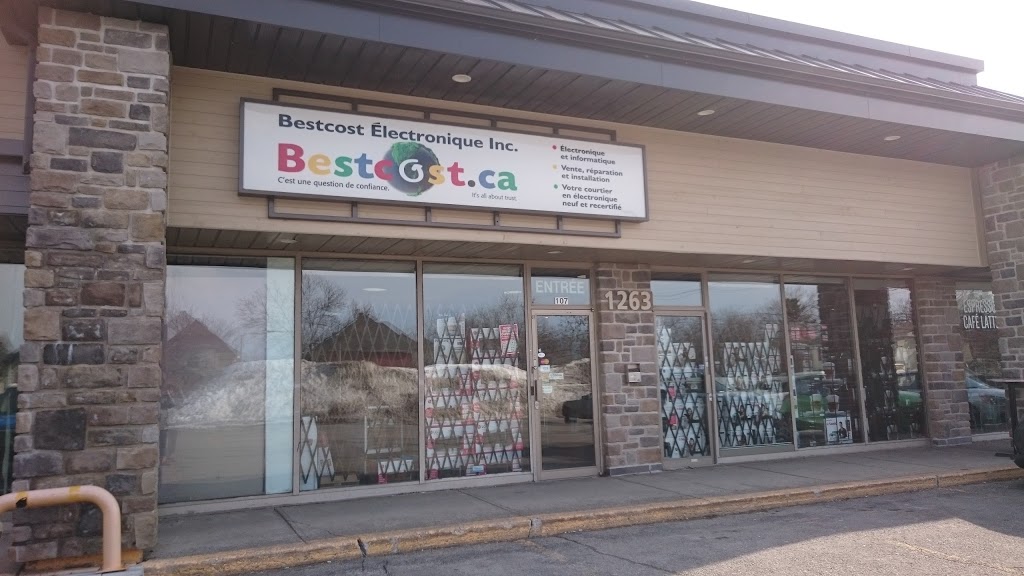 Bestcost Électronique Inc.
Bestcost.ca
C'est une question de confiance.
It's all about trust
Électronique
et informatique
Vente, réparation
et installation
Votre courtier
en électronique
neuf et recertifié
ENTRÉE
107
1263
ESPRESSO
CAFÉ LATT